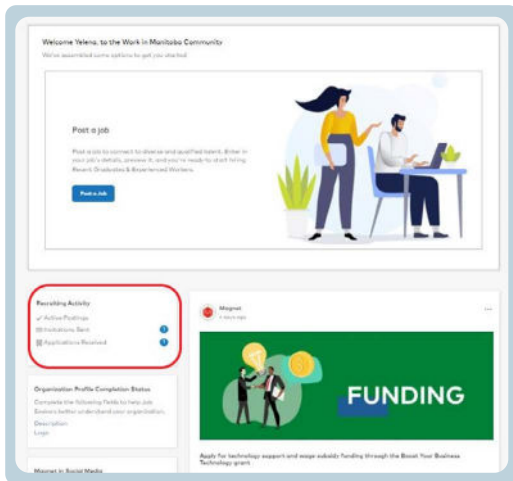 Welcome Yelena, to the Work in Manitoba Community
We've assembled some options to get you started
Post a job
Post a job to connect to diverse and qualified talent. Enter in
your job's details, preview it, and you're ready to start hiring
Recent Graduates & Experienced Workers.
Post a Job
Recruiting Activity
Active Postings
Invitations Sent
Applications Received
Magnet
ago
FUNDING
Organization Profile Completion Status
Complete the following fields to help Job
Seekers better understand your organization.
Description
Logo
Apply for technology support and wage subsidy funding through the Boost Your Business
Technology grant
Magnet in Social Media